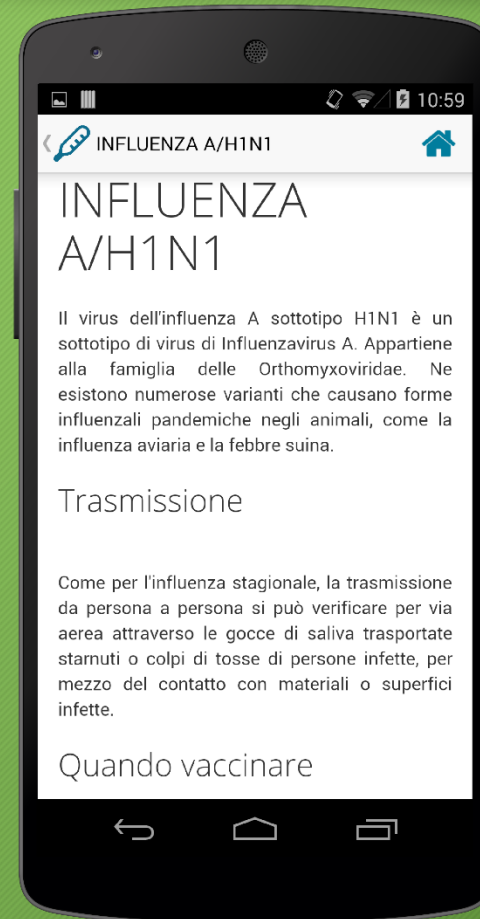 10:59
INFLUENZA A/H1N1
INFLUENZA
A/H1N1
Il virus dell'influenza A sottotipo H1N1 è un
sottotipo di virus di Influenzavirus A. Appartiene
alla famiglia delle Orthomyxoviridae. Ne
esistono numerose varianti che causano forme
influenzali pandemiche negli animali, come la
influenza aviaria e la febbre suina.
Trasmissione
Come per l'influenza stagionale, la trasmissione
da persona a persona si può verificare per via
aerea attraverso le gocce di saliva trasportate
starnuti o colpi di tosse di persone infette, per
mezzo del contatto con materiali o superfici
infette.
Quando vaccinare